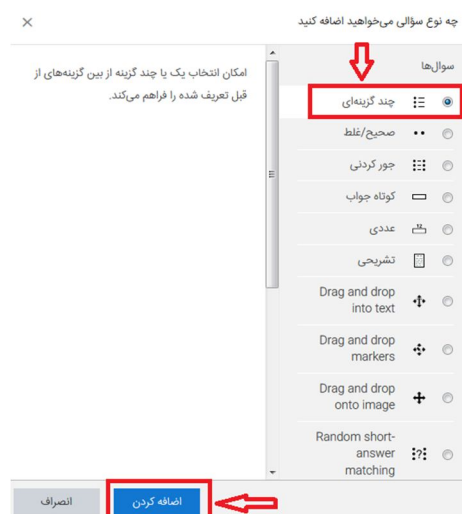 چه نوع سؤالی می‌خواهید اضافه کنید
×
سوال‌ها
چند گزینه‌ای
صحیح/غلط
جور کردنی
کوتاه جواب
عددی
تشریحی
Drag and drop
into text
Drag and drop
markers
Drag and drop
onto image
Random short-
answer
matching
امکان انتخاب یک یا چند گزینه از بین گزینه‌های از
قبل تعریف شده را فراهم می‌کند.
اضافه کردن
انصراف